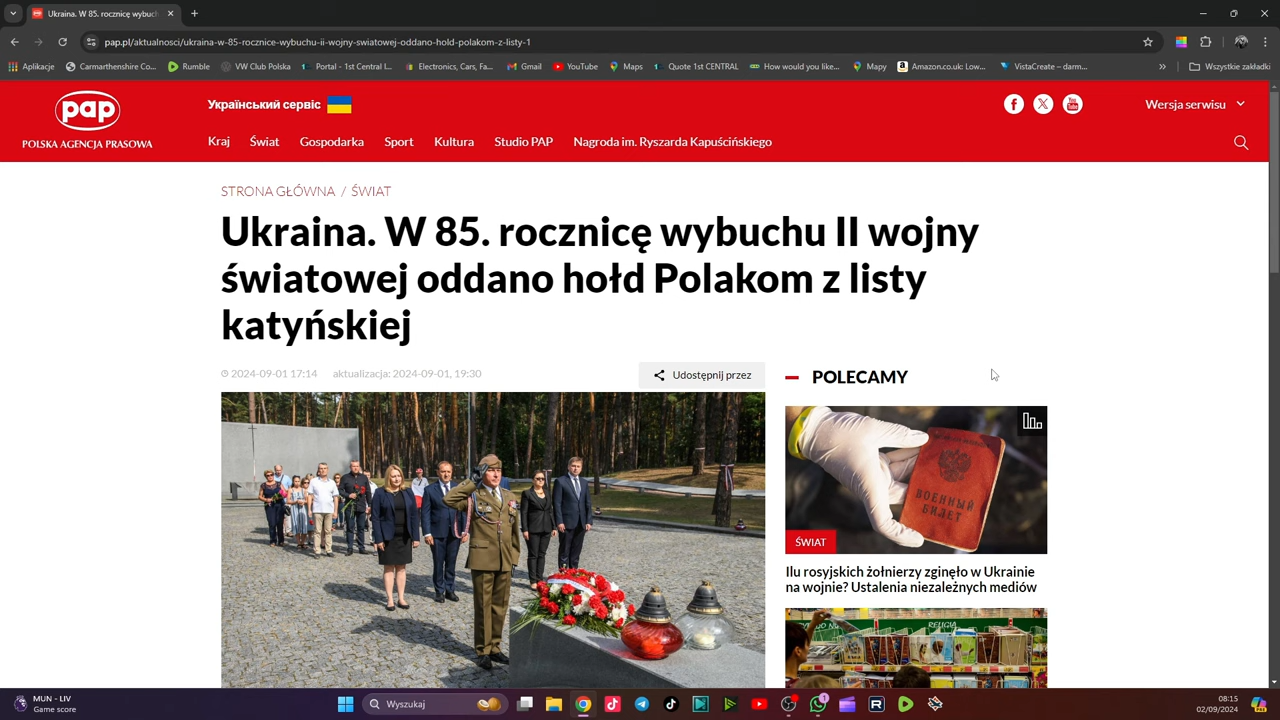 Ukraina. W 85. rocznicę wybuch
pap.pl/aktualnosci/ukraina-w-85-rocznice-wybuchu-ii-wojny-swiatowej-oddano-hold-polakom-z-listy-1
Aplikacje
Carmarthenshire Co...
Rumble
VW Club Polska
Portal - 1st Central I...
Electronics, Cars, Fa...
Gmail
YouTube
Maps
Quote 1st CENTRAL
How would you like...
Mapy
Amazon.co.uk: Low...
VistaCreate – darm...
Wszystkie zakładki
pap
POLSKA AGENCJA PRASOWA
Український сервіс
Wersja serwisu
Kraj
Świat
Gospodarka
Sport
Kultura
Studio PAP
Nagroda im. Ryszarda Kapuścińskiego
STRONA GŁÓWNA / ŚWIAT
Ukraina. W 85. rocznicę wybuchu II wojny
światowej oddano hołd Polakom z listy
katyńskiej
2024-09-01 17:14 aktualizacja: 2024-09-01, 19:30
Udostępnij przez
POLECAMY
ВОЕННЫЙ
БИЛЕТ
ŚWIAT
Ilu rosyjskich żołnierzy zginęło w Ukrainie
na wojnie? Ustalenia niezależnych mediów
RELIGIA
MUN - LIV
Game score
Wyszukaj
1
08:15
02/09/2024